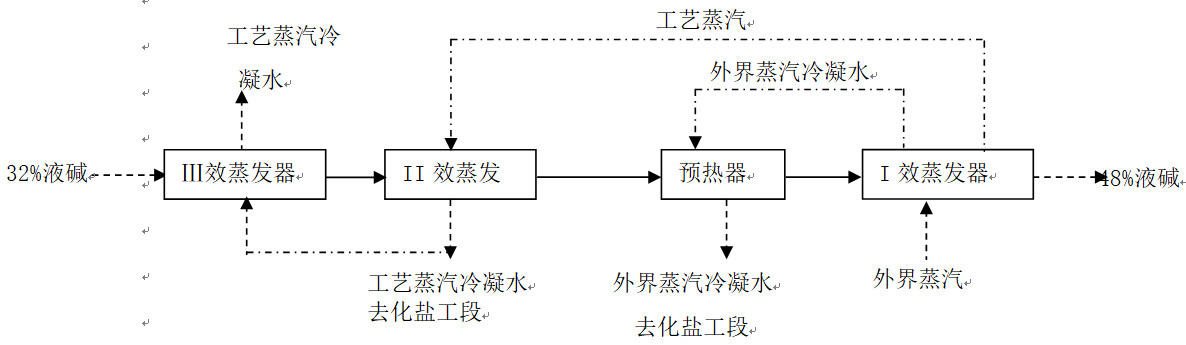 工艺蒸汽
工艺蒸汽冷
凝水
外界蒸汽冷凝水
32%液碱
III效蒸发器
II 效蒸发
预热器
I 效蒸发器
48%液碱
工艺蒸汽冷凝水
去化盐工段
外界蒸汽冷凝水
去化盐工段
外界蒸汽